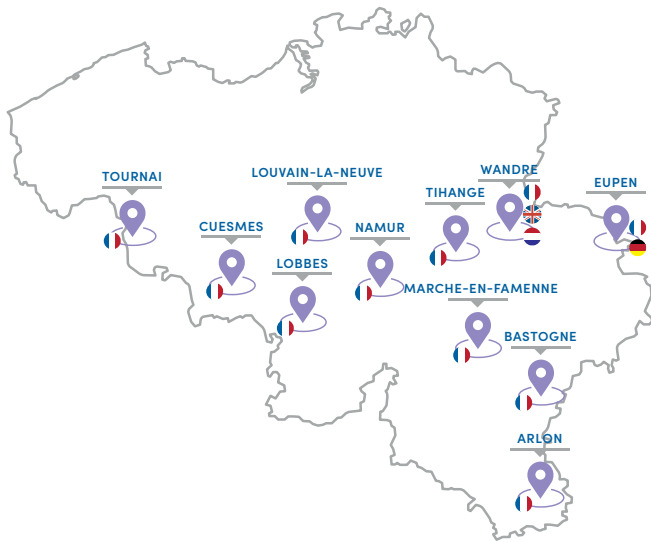 WANDRE
LOUVAIN-LA-NEUVE
TOURNAI
EUPEN
TIHANGE
CUESMES
NAMUR
LOBBES
MARCHE-EN-FAMENNE
BASTOGNE
ARLON